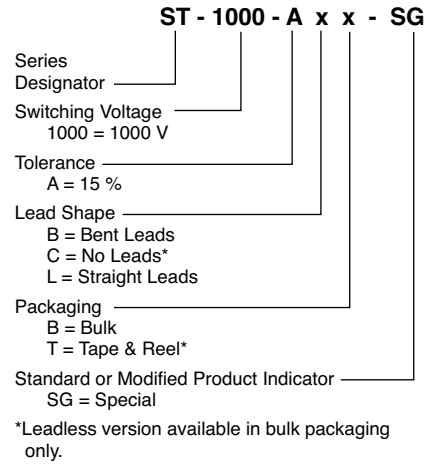 ST - 1000 - A x x - SG
Series
Designator
Switching Voltage
1000 = 1000 V
Tolerance
A = 15 %
Lead Shape
B = Bent Leads
C = No Leads*
L = Straight Leads
Packaging
B = Bulk
T = Tape & Reel*
Standard or Modified Product Indicator
SG = Special
*Leadless version available in bulk packaging
only.